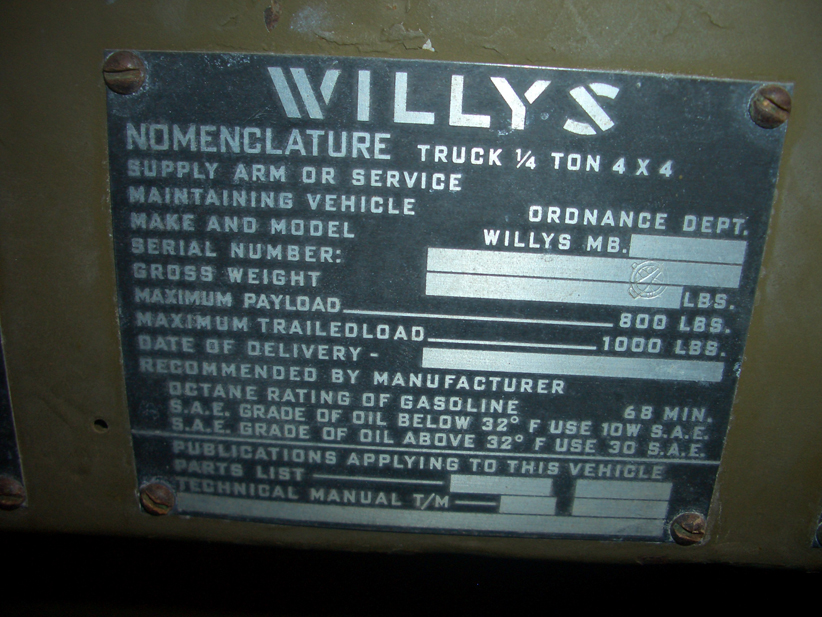 WILLYS
NOMENCLATURE TRUCK 1/4 TON 4 X 4
SUPPLY ARM OR SERVICE
MAINTAINING VEHICLE ORDNANCE DEPT.
MAKE AND MODEL WILLYS MB.
SERIAL NUMBER:
GROSS WEIGHT LBS.
MAXIMUM PAYLOAD 800 LBS.
MAXIMUM TRAILEDLOAD 1000 LBS.
DATE OF DELIVERY -
RECOMMENDED BY MANUFACTURER
OCTANE RATING OF GASOLINE 68 MIN.
S.A.E. GRADE OF OIL BELOW 32° F USE 10W S.A.E.
S.A.E. GRADE OF OIL ABOVE 32° F USE 30 S.A.E.
PUBLICATIONS APPLYING TO THIS VEHICLE
PARTS LIST
TECHNICAL MANUAL T/M